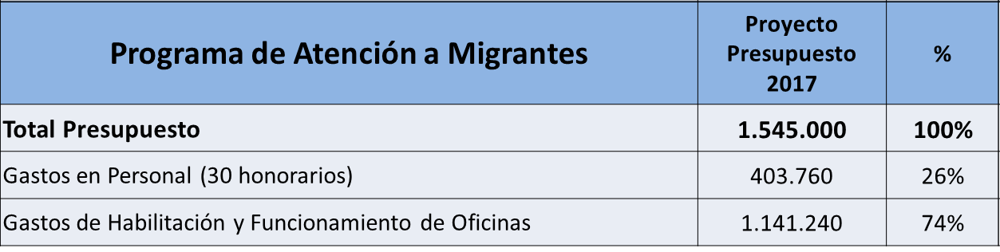 Programa de Atención a Migrantes
Proyecto
Presupuesto
2017
%
Total Presupuesto 1.545.000 100%
Gastos en Personal (30 honorarios) 403.760 26%
Gastos de Habilitación y Funcionamiento de Oficinas 1.141.240 74%